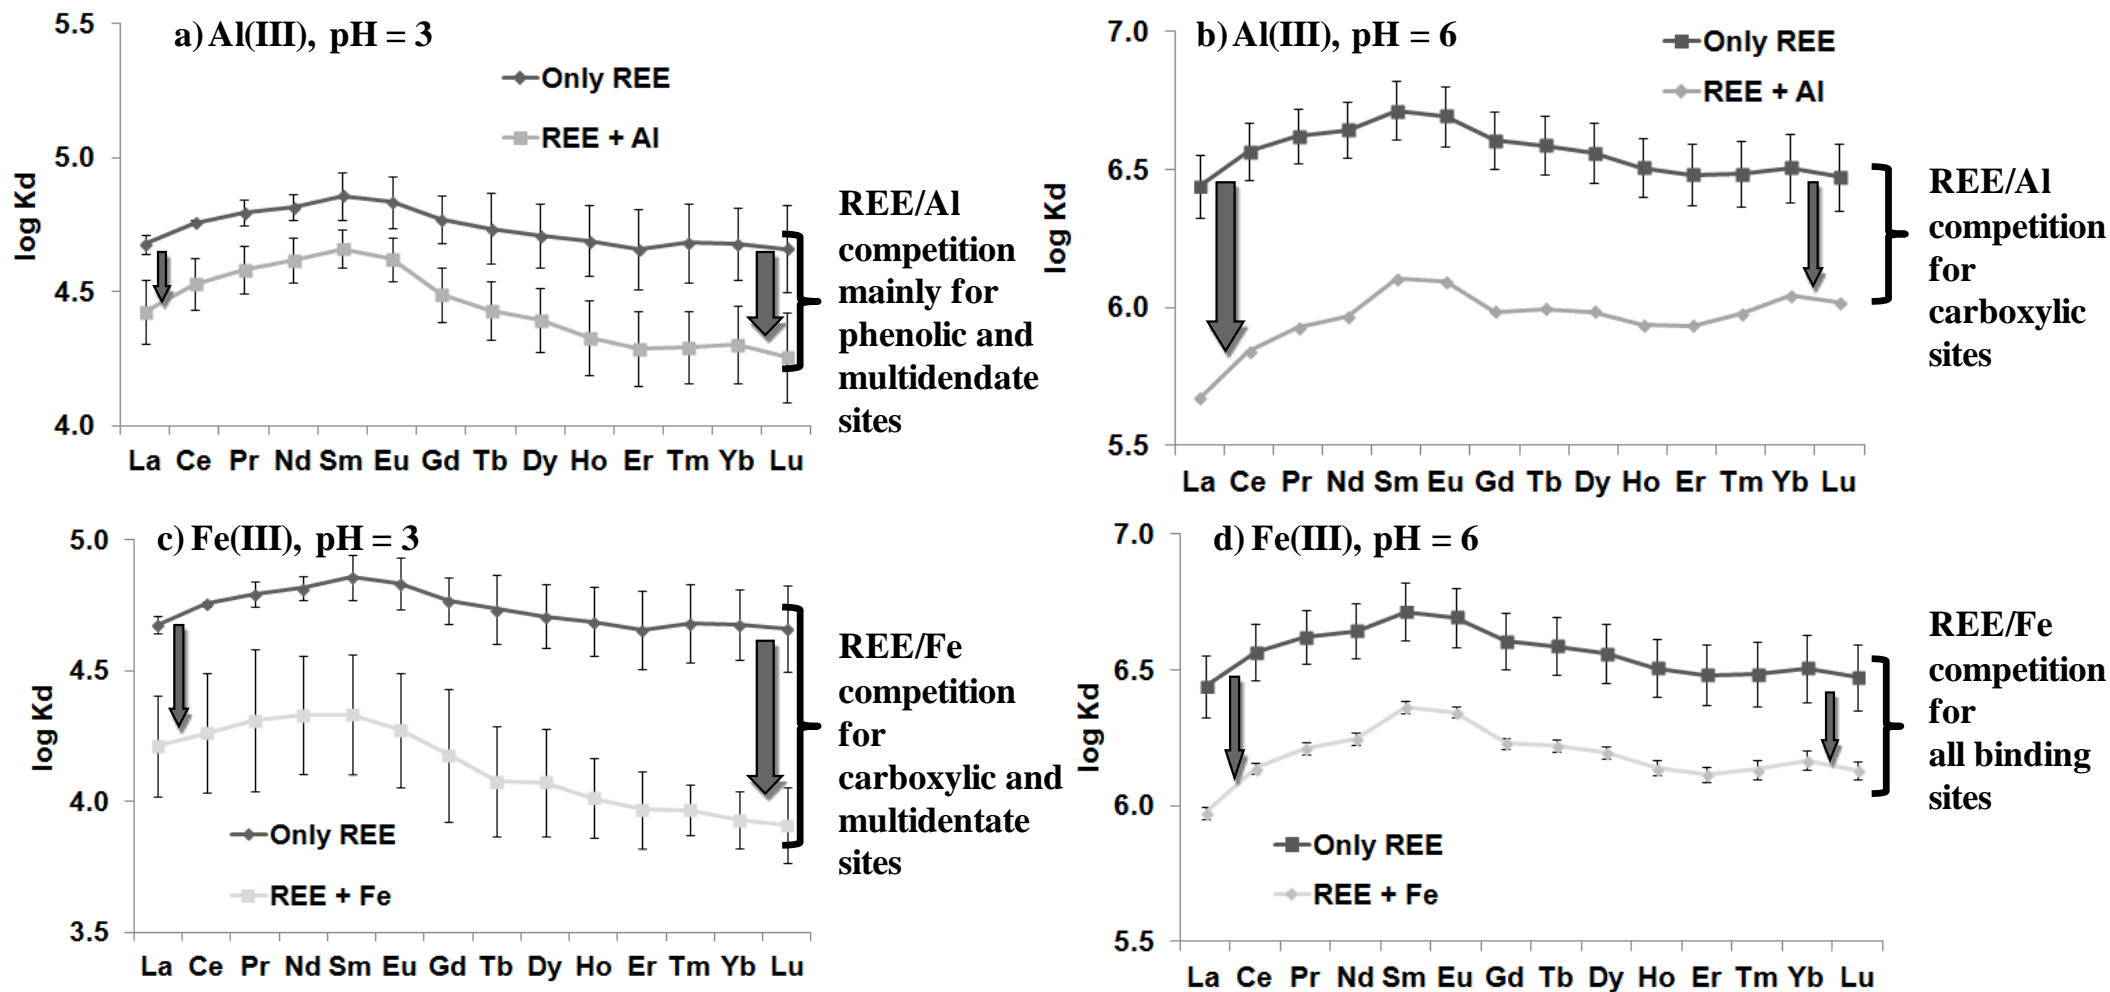 a) Al(III), pH = 3
5.5
5.0
4.5
4.0
log Kd
Only REE
REE + Al
La Ce Pr Nd Sm Eu Gd Tb Dy Ho Er Tm Yb Lu
REE/Al
competition
mainly for
phenolic and
multidendate
sites
b) Al(III), pH = 6
7.0
6.5
6.0
5.5
log Kd
Only REE
REE + Al
La Ce Pr Nd Sm Eu Gd Tb Dy Ho Er Tm Yb Lu
REE/Al
competition
for
carboxylic
sites
c) Fe(III), pH = 3
5.0
4.5
4.0
3.5
log Kd
Only REE
REE + Fe
La Ce Pr Nd Sm Eu Gd Tb Dy Ho Er Tm Yb Lu
REE/Fe
competition
for
carboxylic and
multidentate
sites
d) Fe(III), pH = 6
7.0
6.5
6.0
5.5
log Kd
Only REE
REE + Fe
La Ce Pr Nd Sm Eu Gd Tb Dy Ho Er Tm Yb Lu
REE/Fe
competition
for
all binding
sites